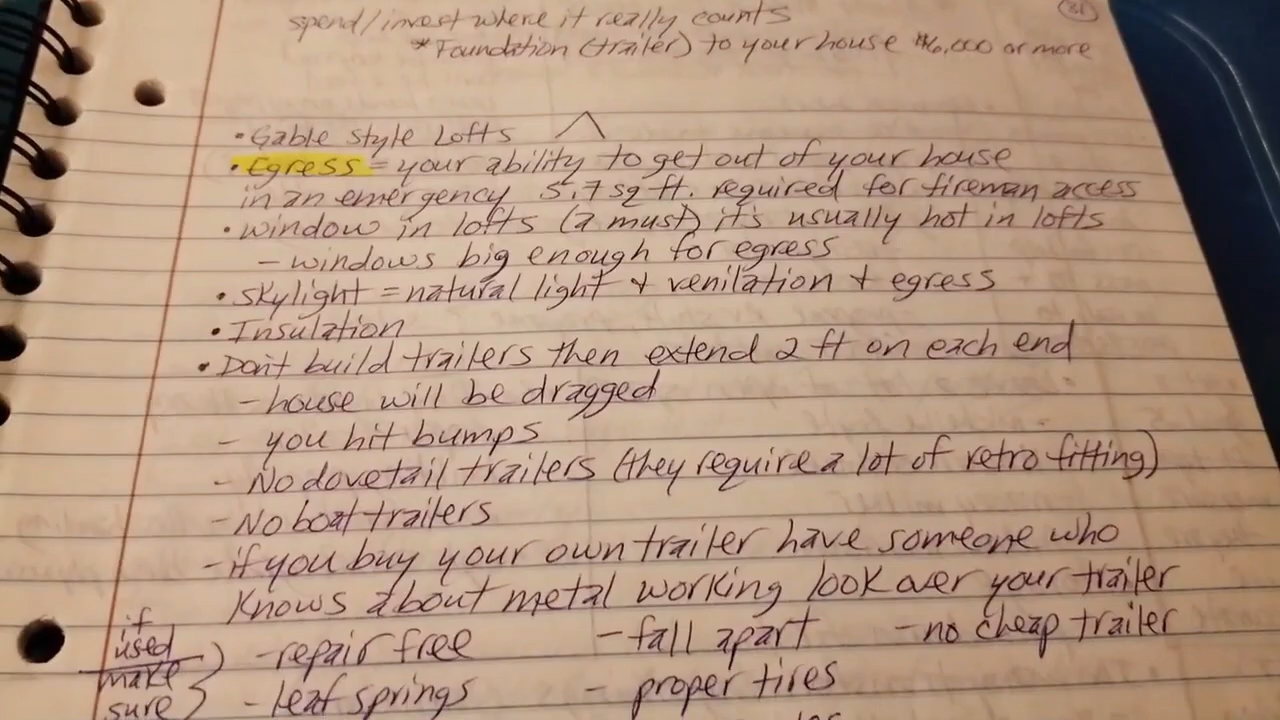 31
spend/invest where it really counts
*Foundation (trailer) to your house $6,000 or more
• Gable style Lofts
• Egress = your ability to get out of your house
in an emergency 5.7 sq ft. required for fireman access
• window in lofts (a must) it's usually hot in lofts
- windows big enough for egress
• skylight = natural light & venilation & egress
• Insulation
• Don't build trailers then extend 2 ft on each end
- house will be dragged
- you hit bumps
- No dovetail trailers (they require a lot of retro fitting)
- No boat trailers
- if you buy your own trailer have someone who
knows about metal working look over your trailer
if used make sure
- repair free - fall apart - no cheap trailer
- leaf springs - proper tires